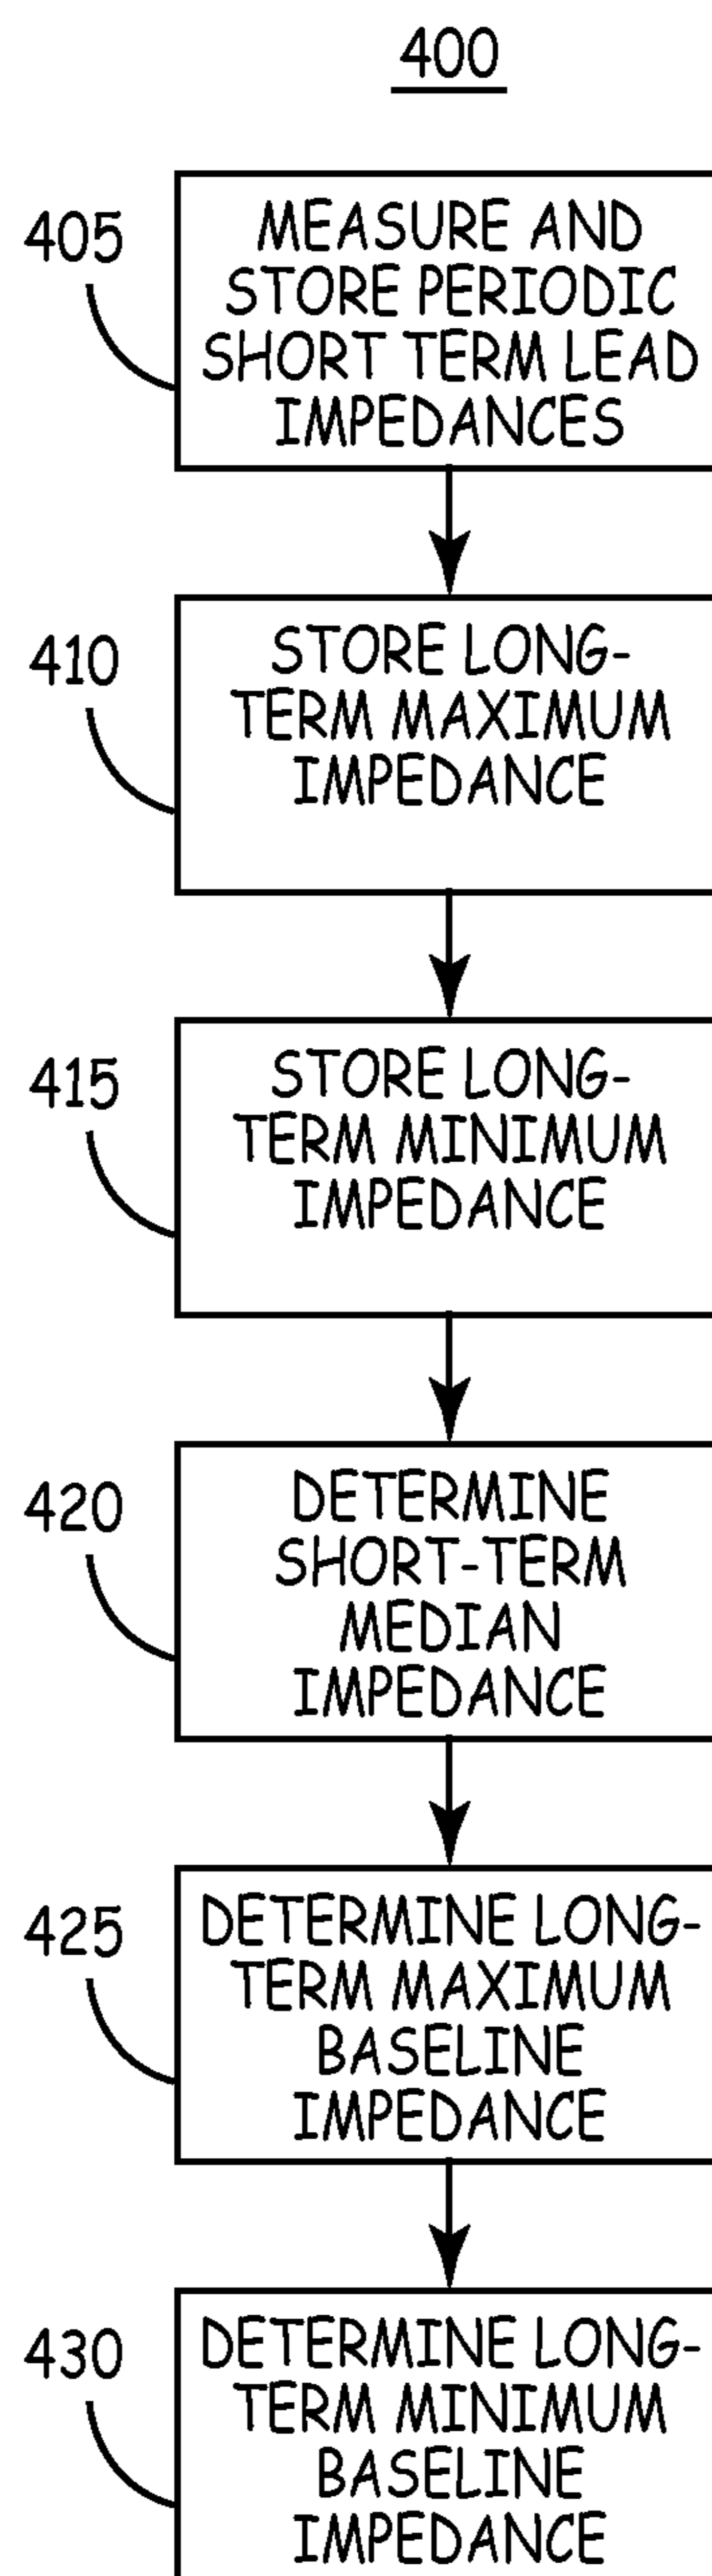 400
405
MEASURE AND
STORE PERIODIC
SHORT TERM LEAD
IMPEDANCES
410
STORE LONG-
TERM MAXIMUM
IMPEDANCE
415
STORE LONG-
TERM MINIMUM
IMPEDANCE
420
DETERMINE
SHORT-TERM
MEDIAN
IMPEDANCE
425
DETERMINE LONG-
TERM MAXIMUM
BASELINE
IMPEDANCE
430
DETERMINE LONG-
TERM MINIMUM
BASELINE
IMPEDANCE